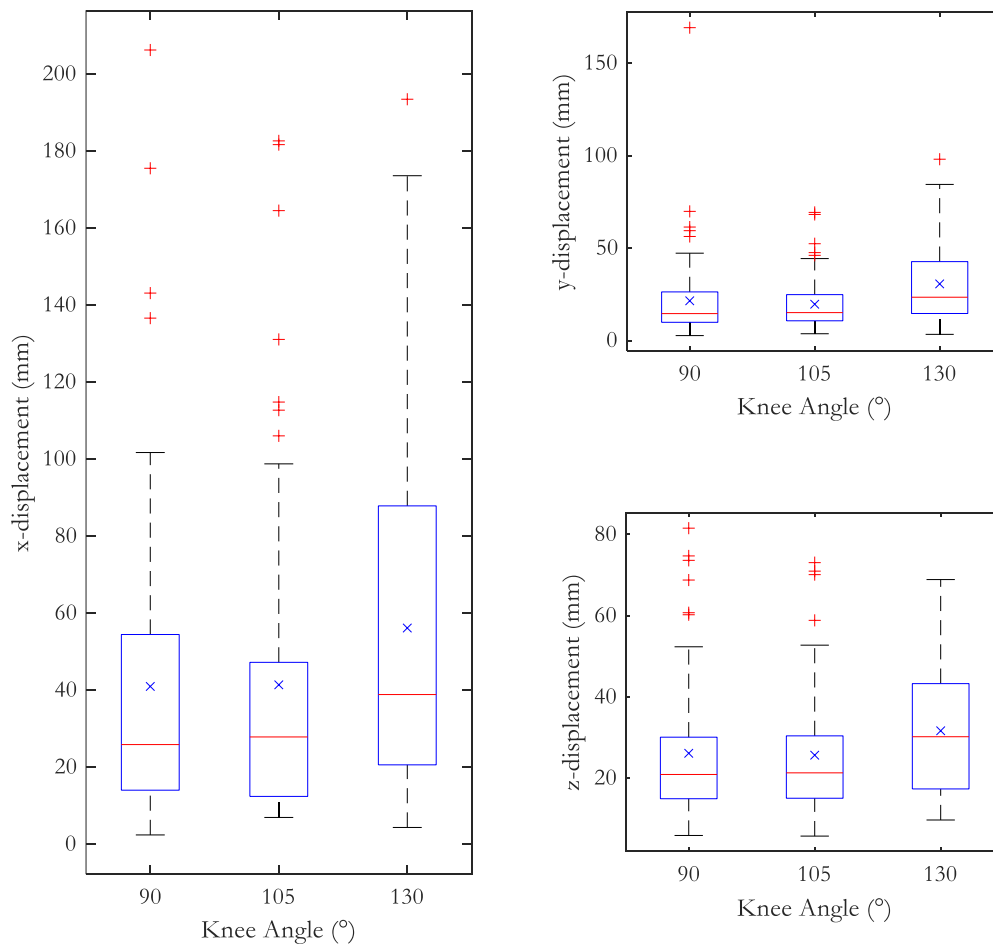 x-displacement (mm)
200
180
160
140
120
100
80
60
40
20
0
90 105 130
Knee Angle (°)
y-displacement (mm)
150
100
50
0
90 105 130
Knee Angle (°)
z-displacement (mm)
80
60
40
20
90 105 130
Knee Angle (°)